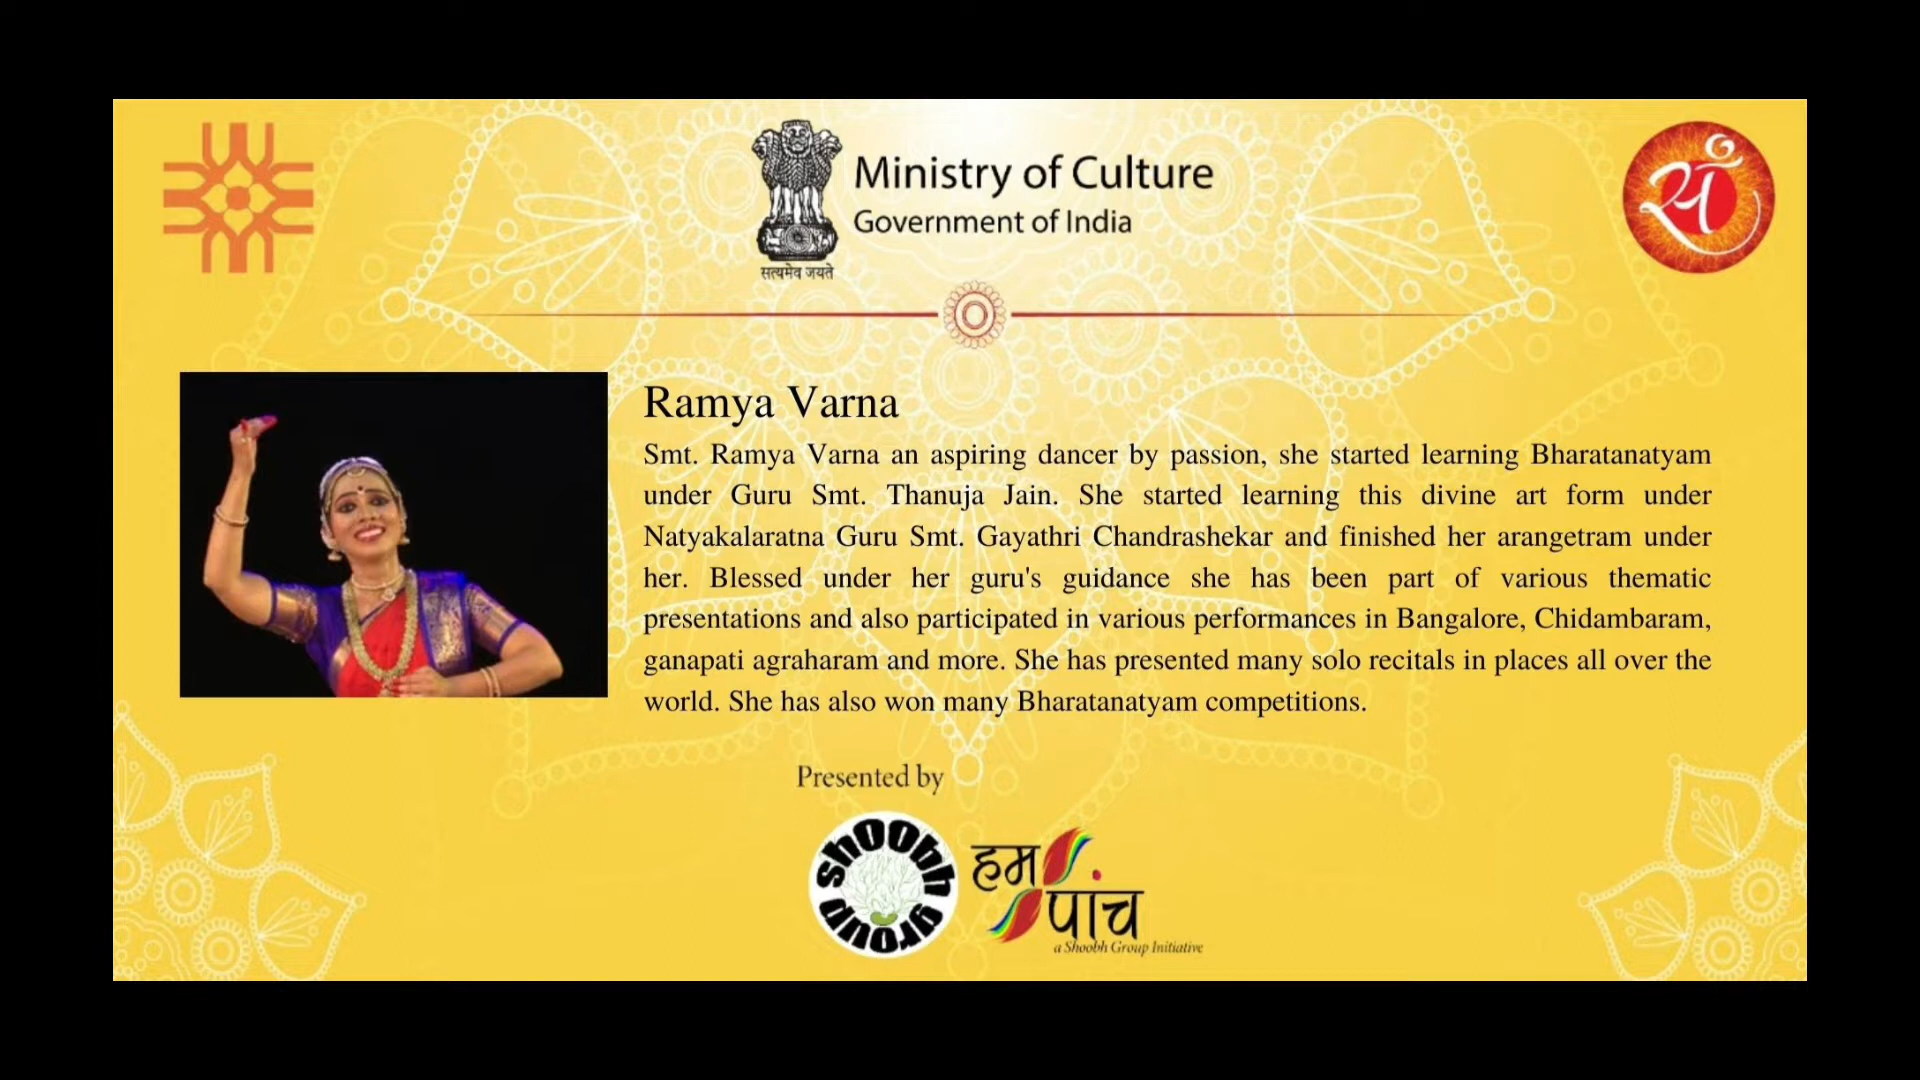 Ministry of Culture
Government of India
सत्यमेव जयते
सं
Ramya Varna
Smt. Ramya Varna an aspiring dancer by passion, she started learning Bharatanatyam
under Guru Smt. Thanuja Jain. She started learning this divine art form under
Natyakalaratna Guru Smt. Gayathri Chandrashekar and finished her arangetram under
her. Blessed under her guru's guidance she has been part of various thematic
presentations and also participated in various performances in Bangalore, Chidambaram,
ganapati agraharam and more. She has presented many solo recitals in places all over the
world. She has also won many Bharatanatyam competitions.
Presented by
shoobh
group
हम
पांच
a Shoobh Group Initiative